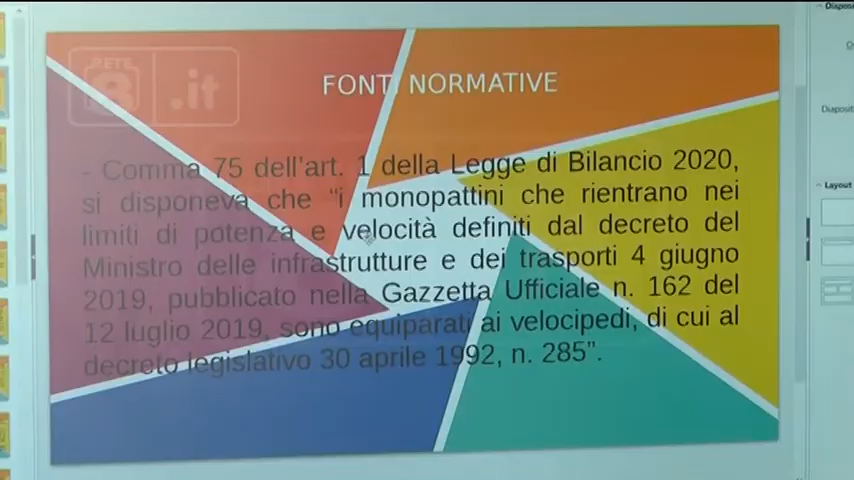 Dispona
RETE
8 .it
FONTI NORMATIVE
Diapositi
- Comma 75 dell'art. 1 della Legge di Bilancio 2020,
si disponeva che “i monopattini che rientrano nei
limiti di potenza e velocità definiti dal decreto del
Ministro delle infrastrutture e dei trasporti 4 giugno
2019, pubblicato nella Gazzetta Ufficiale n. 162 del
12 luglio 2019, sono equiparati ai velocipedi, di cui al
decreto legislativo 30 aprile 1992, n. 285”.
Layout